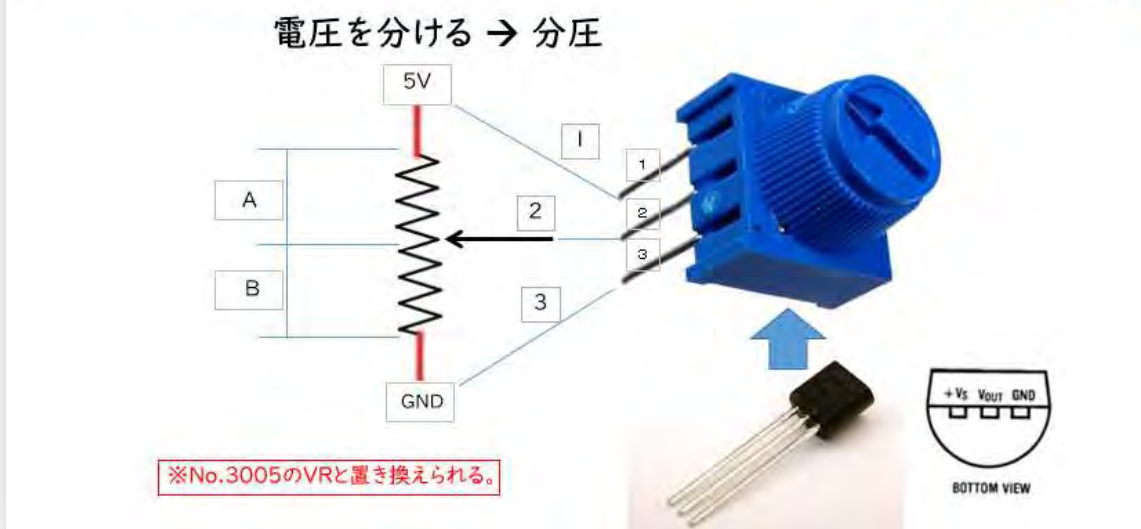 電圧を分ける → 分圧
5V
I
1
A
2
2
3
B
3
GND
+Vs VOUT GND
BOTTOM VIEW
※No.3005のVRと置き換えられる。